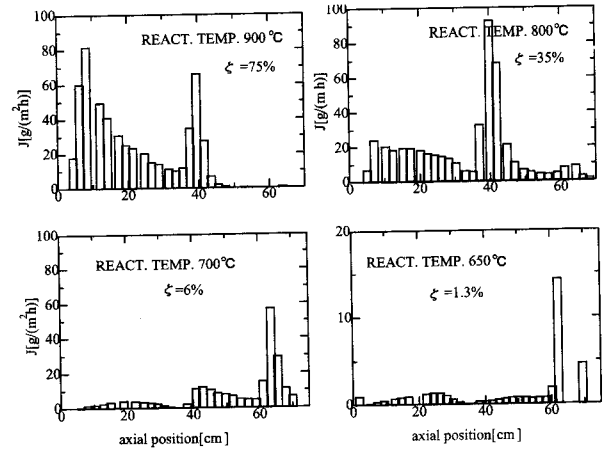 100
80
60
40
20
0
J[g/(m²h)]
REACT. TEMP. 900℃
ξ =75%
0 20 40 60
100
80
60
40
20
0
J[g/(m²h)]
REACT. TEMP. 800℃
ξ =35%
0 20 40 60
100
80
60
40
20
0
J[g/(m²h)]
REACT. TEMP. 700℃
ξ =6%
0 20 40 60
axial position[cm]
20
10
0
REACT. TEMP. 650℃
ξ =1.3%
0 20 40 60
axial position[cm]